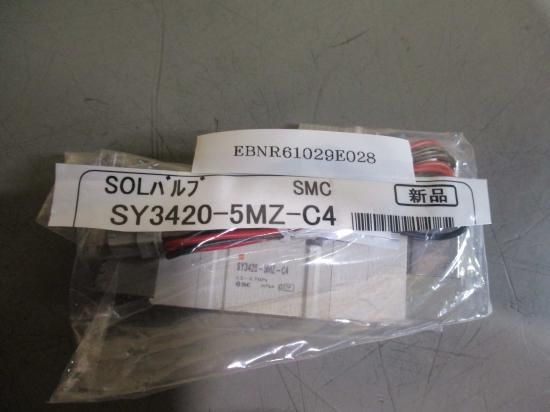 EBNR61029E028
SOLバルブ SMC 新品
SY3420-5MZ-C4
SY3420-5MZ-C4